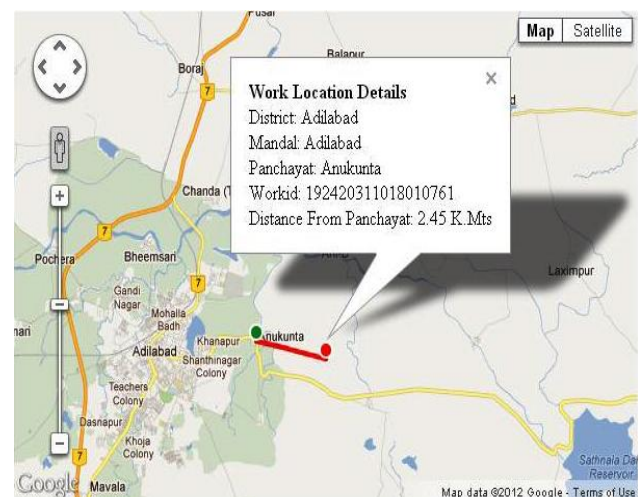 Pusar
Map Satellite
Balapur
Boraj
7
Work Location Details
District: Adilabad
Mandal: Adilabad
Panchayat: Anukunta
Workid: 192420311018010761
Distance From Panchayat: 2.45 K.Mts
Chanda (T
7
Pochera
Bheemsari
Laximpur
7
Gandi
Nagar
Mohalla
Badh
Khanapur
Anukunta
Adilabad
Shanthinagar
Colony
Teachers
Colony
Dasnapur
Khoja
Colony
7
Sathnala Da
Reservoir
Google
Mavala
Map data ©2012 Google - Terms of Use